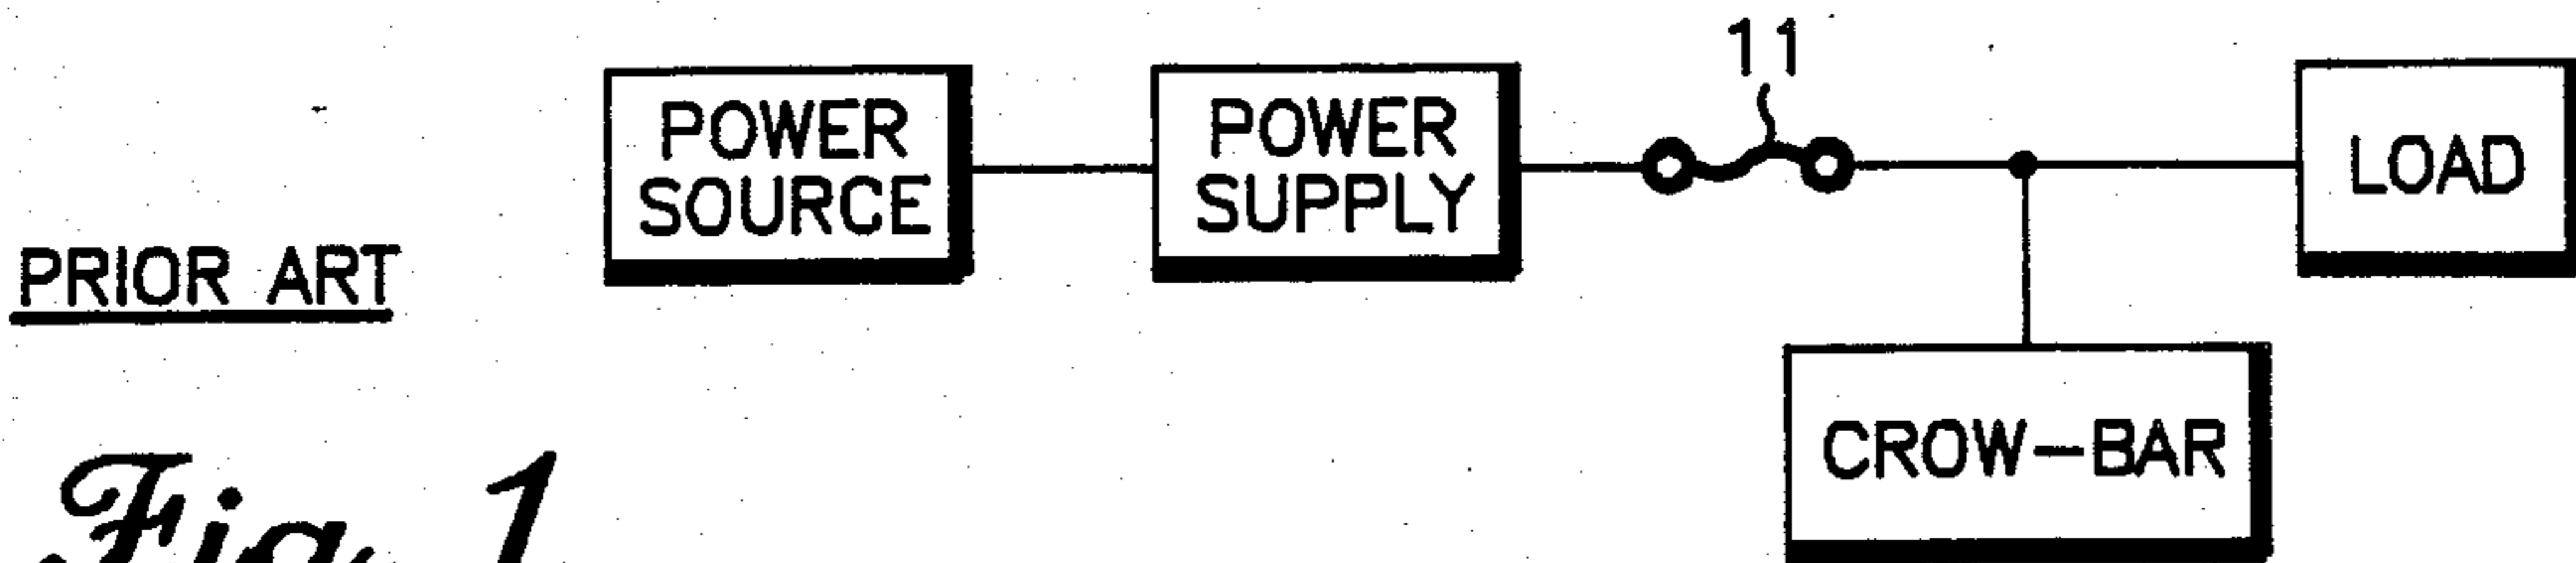 11
POWER
SOURCE
POWER
SUPPLY
LOAD
PRIOR ART
CROW-BAR
Fig. 1